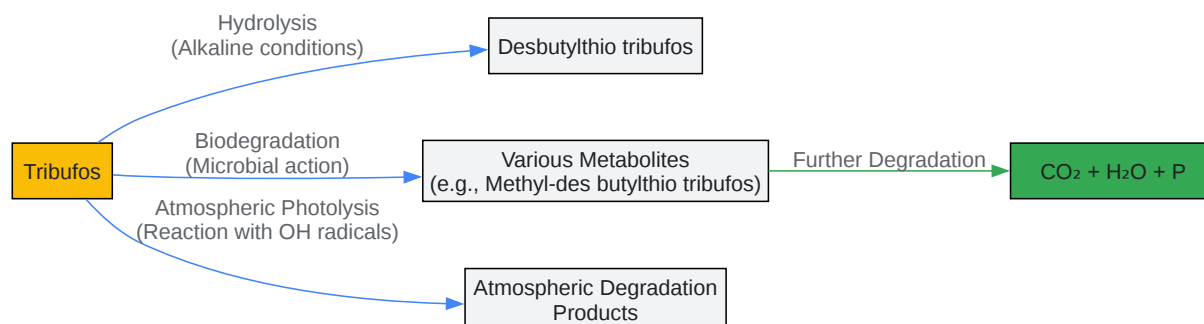 Hydrolysis
(Alkaline conditions)
Desbutylthio tribufos
Tribufos
Biodegradation
(Microbial action)
Various Metabolites
(e.g., Methyl-des butylthio tribufos)
Further Degradation
CO₂ + H₂O + P
Atmospheric Photolysis
(Reaction with OH radicals)
Atmospheric Degradation
Products